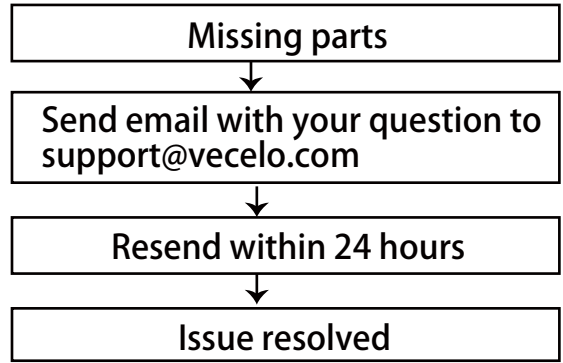 Missing parts
Send email with your question to
support@vecelo.com
Resend within 24 hours
Issue resolved